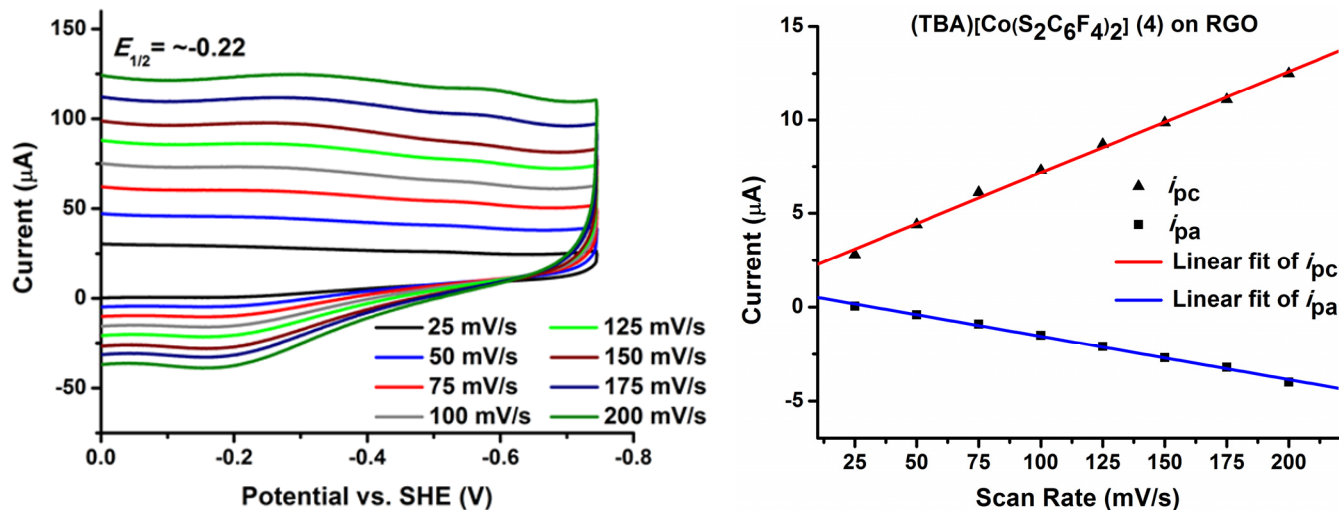 E1/2= ~-0.22
Current (μA)
150
100
50
0
-50
25 mV/s
50 mV/s
75 mV/s
100 mV/s
125 mV/s
150 mV/s
175 mV/s
200 mV/s
0.0 -0.2 -0.4 -0.6 -0.8
Potential vs. SHE (V)
(TBA)[Co(S2C6F4)2] (4) on RGO
Current (μA)
15
10
5
0
-5
ipc
ipa
Linear fit of ipc
Linear fit of ipa
25 50 75 100 125 150 175 200
Scan Rate (mV/s)